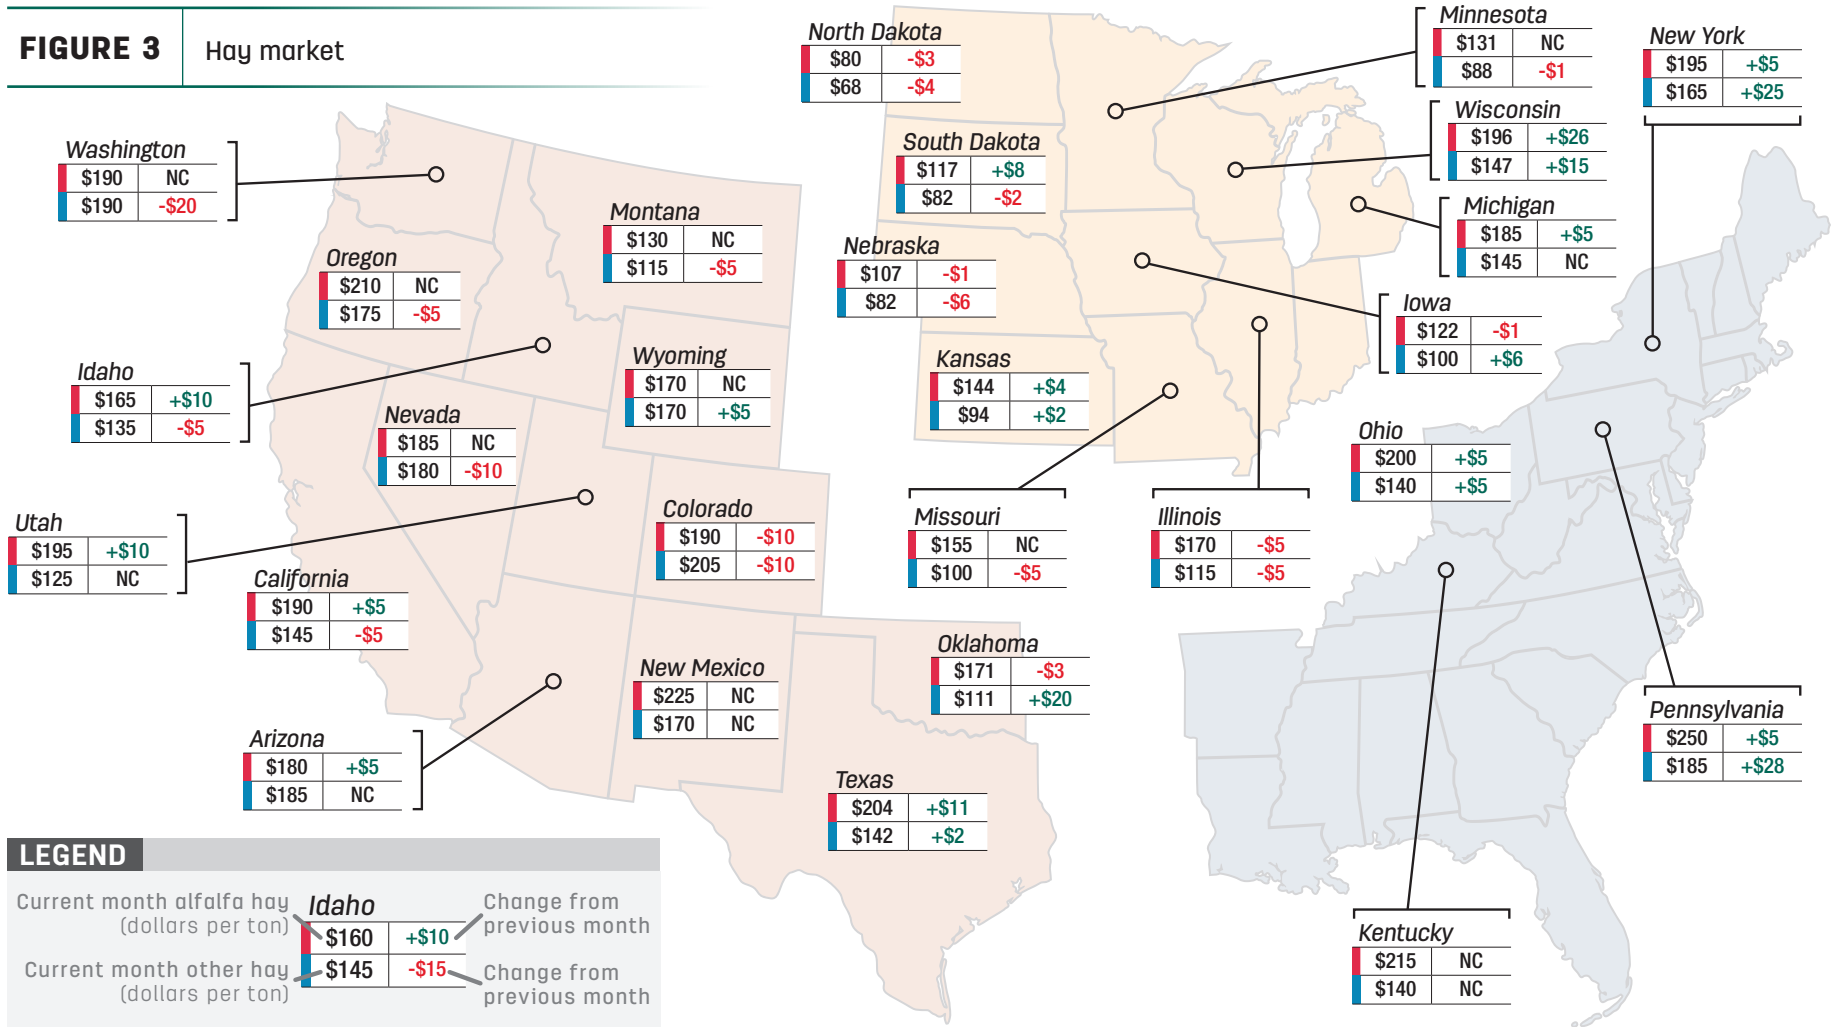 FIGURE 3 Hay market
Washington
$190 NC
$190 -$20
Oregon
$210 NC
$175 -$5
Montana
$130 NC
$115 -$5
Idaho
$165 +$10
$135 -$5
Wyoming
$170 NC
$170 +$5
Nevada
$185 NC
$180 -$10
Utah
$195 +$10
$125 NC
Colorado
$190 -$10
$205 -$10
California
$190 +$5
$145 -$5
New Mexico
$225 NC
$170 NC
Arizona
$180 +$5
$185 NC
Oklahoma
$171 -$3
$111 +$20
Texas
$204 +$11
$142 +$2
North Dakota
$80 -$3
$68 -$4
South Dakota
$117 +$8
$82 -$2
Nebraska
$107 -$1
$82 -$6
Kansas
$144 +$4
$94 +$2
Minnesota
$131 NC
$88 -$1
Wisconsin
$196 +$26
$147 +$15
Michigan
$185 +$5
$145 NC
Iowa
$122 -$1
$100 +$6
Missouri
$155 NC
$100 -$5
Illinois
$170 -$5
$115 -$5
New York
$195 +$5
$165 +$25
Ohio
$200 +$5
$140 +$5
Pennsylvania
$250 +$5
$185 +$28
Kentucky
$215 NC
$140 NC
LEGEND
Current month alfalfa hay
(dollars per ton)
Current month other hay
(dollars per ton)
Idaho
$160 +$10
$145 -$15
Change from
previous month
Change from
previous month